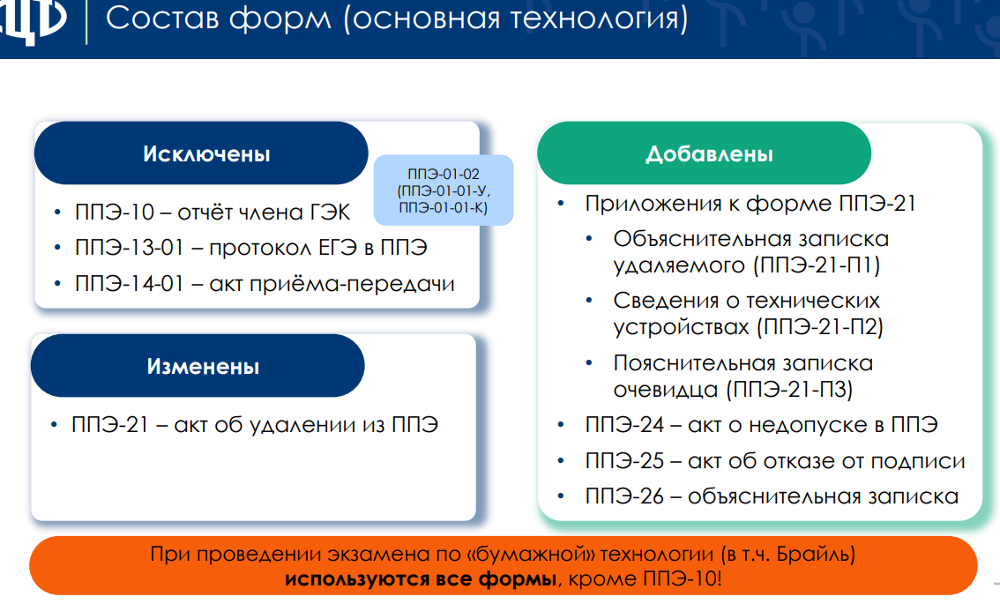 Состав форм (основная технология)
Исключены
ППЭ-01-02
(ППЭ-01-01-У,
ППЭ-01-01-К)
• ППЭ-10 – отчёт члена ГЭК
• ППЭ-13-01 – протокол ЕГЭ в ППЭ
• ППЭ-14-01 – акт приёма-передачи
Изменены
• ППЭ-21 – акт об удалении из ППЭ
Добавлены
• Приложения к форме ППЭ-21
• Объяснительная записка
удаляемого (ППЭ-21-П1)
• Сведения о технических
устройствах (ППЭ-21-П2)
• Пояснительная записка
очевидца (ППЭ-21-П3)
• ППЭ-24 – акт о недопуске в ППЭ
• ППЭ-25 – акт об отказе от подписи
• ППЭ-26 – объяснительная записка
При проведении экзамена по «бумажной» технологии (в т.ч. Брайль)
используются все формы, кроме ППЭ-10!